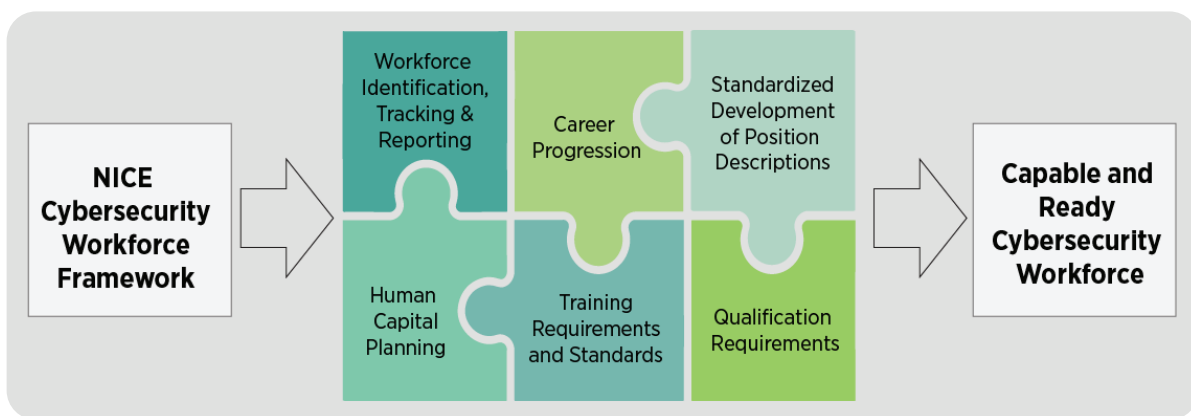 NICE
Cybersecurity
Workforce
Framework
Workforce
Identification,
Tracking &
Reporting
Career
Progression
Standardized
Development
of Position
Descriptions
Human
Capital
Planning
Training
Requirements
and Standards
Qualification
Requirements
Capable and
Ready
Cybersecurity
Workforce